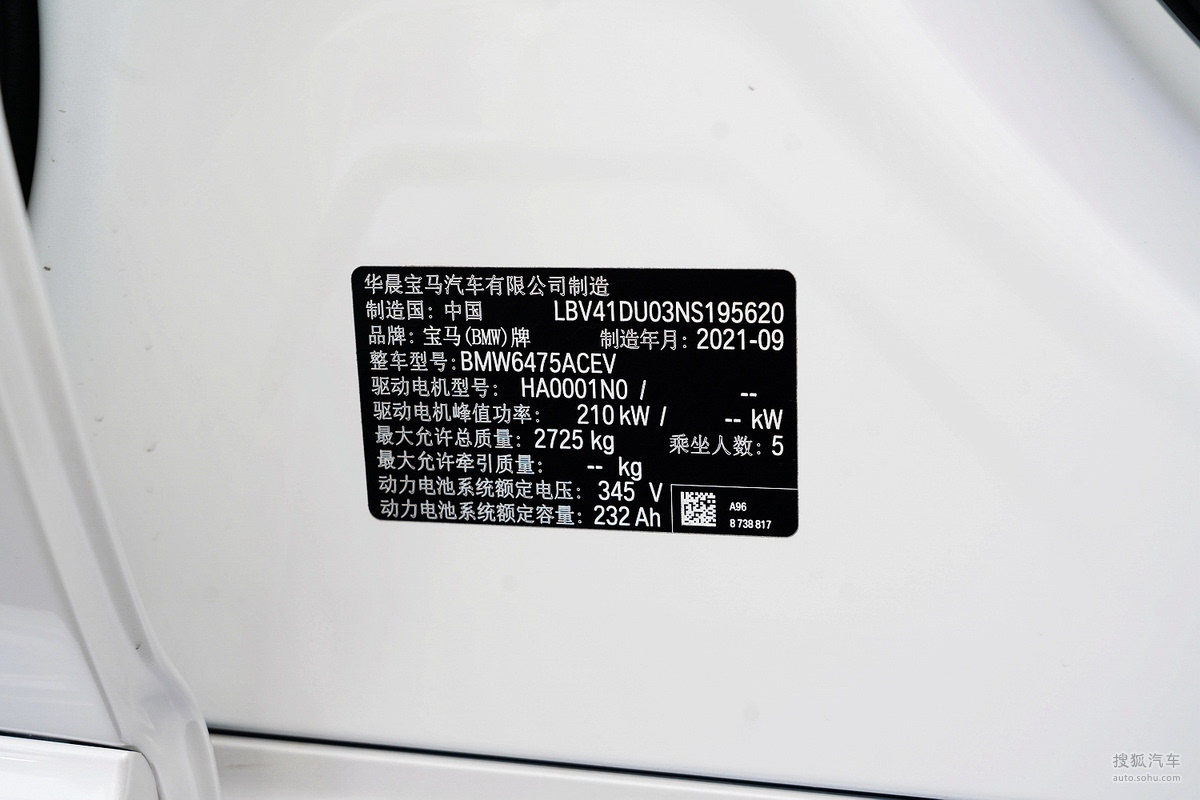 华晨宝马汽车有限公司制造
制造国: 中国 LBV41DU03NS195620
品牌: 宝马(BMW)牌 制造年月: 2021-09
整车型号: BMW6475ACEV
驱动电机型号: HA0001N0 / --
驱动电机峰值功率: 210 kW / -- kW
最大允许总质量: 2725 kg 乘坐人数: 5
最大允许牵引质量: -- kg
动力电池系统额定电压: 345 V
动力电池系统额定容量: 232 Ah
A96
8 738 817
搜狐汽车
auto.sohu.com